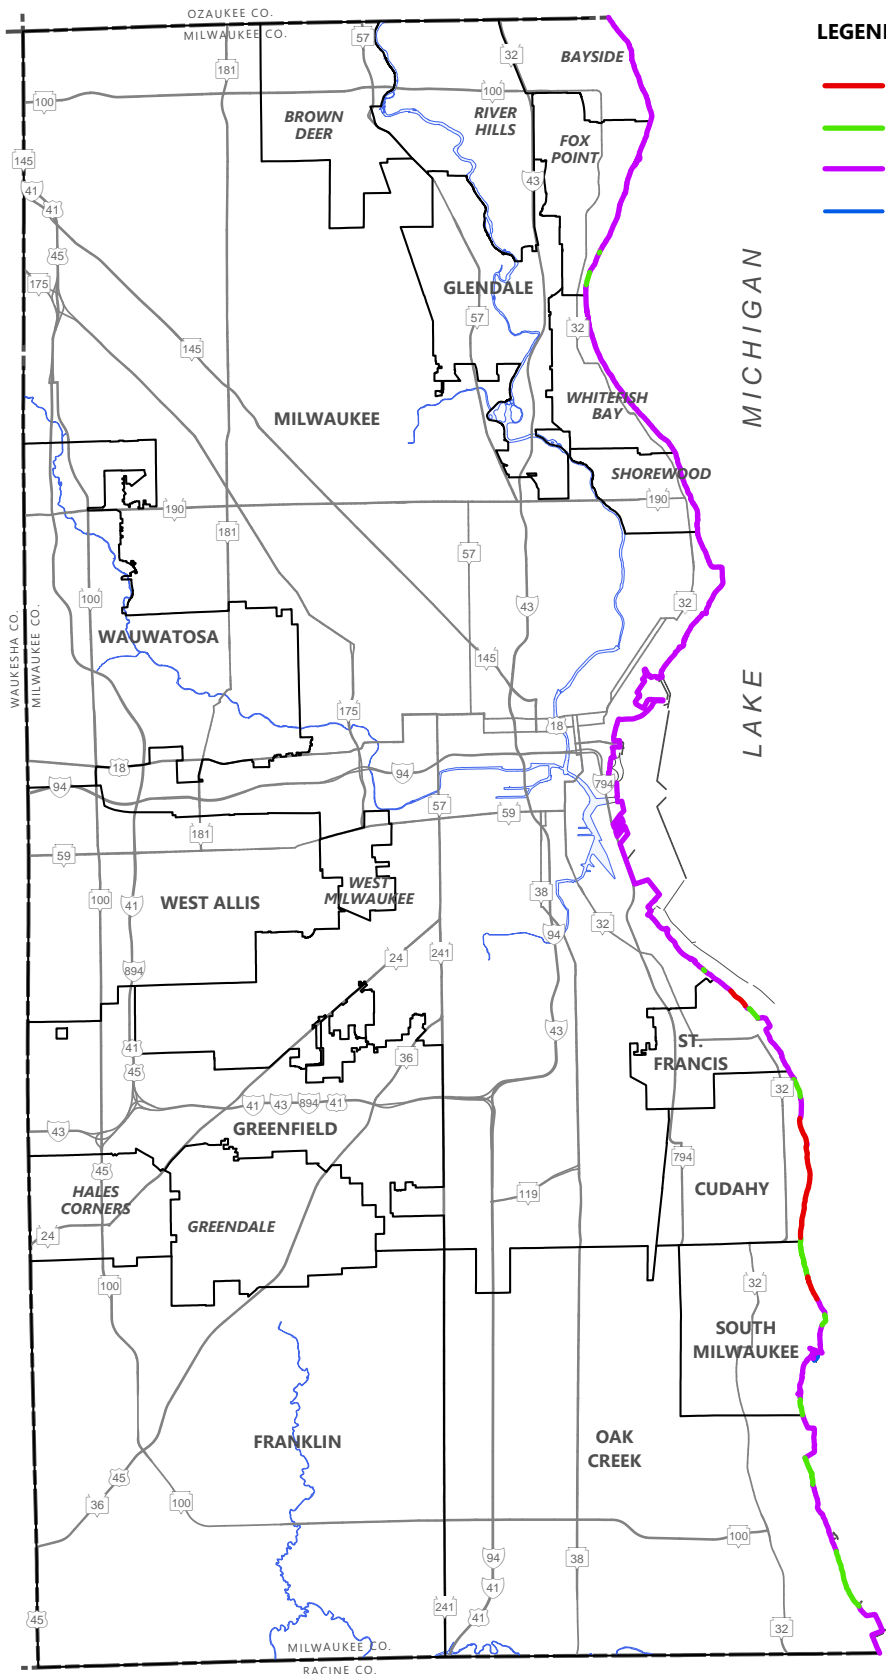 OZAUKEE CO.
MILWAUKEE CO.
LEGEN
57
32
BAYSIDE
181
100
100
BROWN
DEER
RIVER
HILLS
FOX
POINT
145
41
41
43
45
175
GLENDALE
57
32
145
MICHIGAN
MILWAUKEE
WHITEFISH
BAY
SHOREWOOD
190
190
181
57
100
43
32
WAUKESHA CO.
MILWAUKEE CO.
WAUWATOSA
145
LAKE
175
18
18
94
94
794
57
59
181
59
WEST
MILWAUKEE
WEST ALLIS
100
41
38
32
94
24
241
894
43
ST.
FRANCIS
41
36
45
32
41
43
894
41
43
GREENFIELD
794
45
HALES
CORNERS
119
CUDAHY
GREENDALE
24
100
32
SOUTH
MILWAUKEE
FRANKLIN
OAK
CREEK
45
36
100
100
94
38
41
241
41
45
32
MILWAUKEE CO.
RACINE CO.